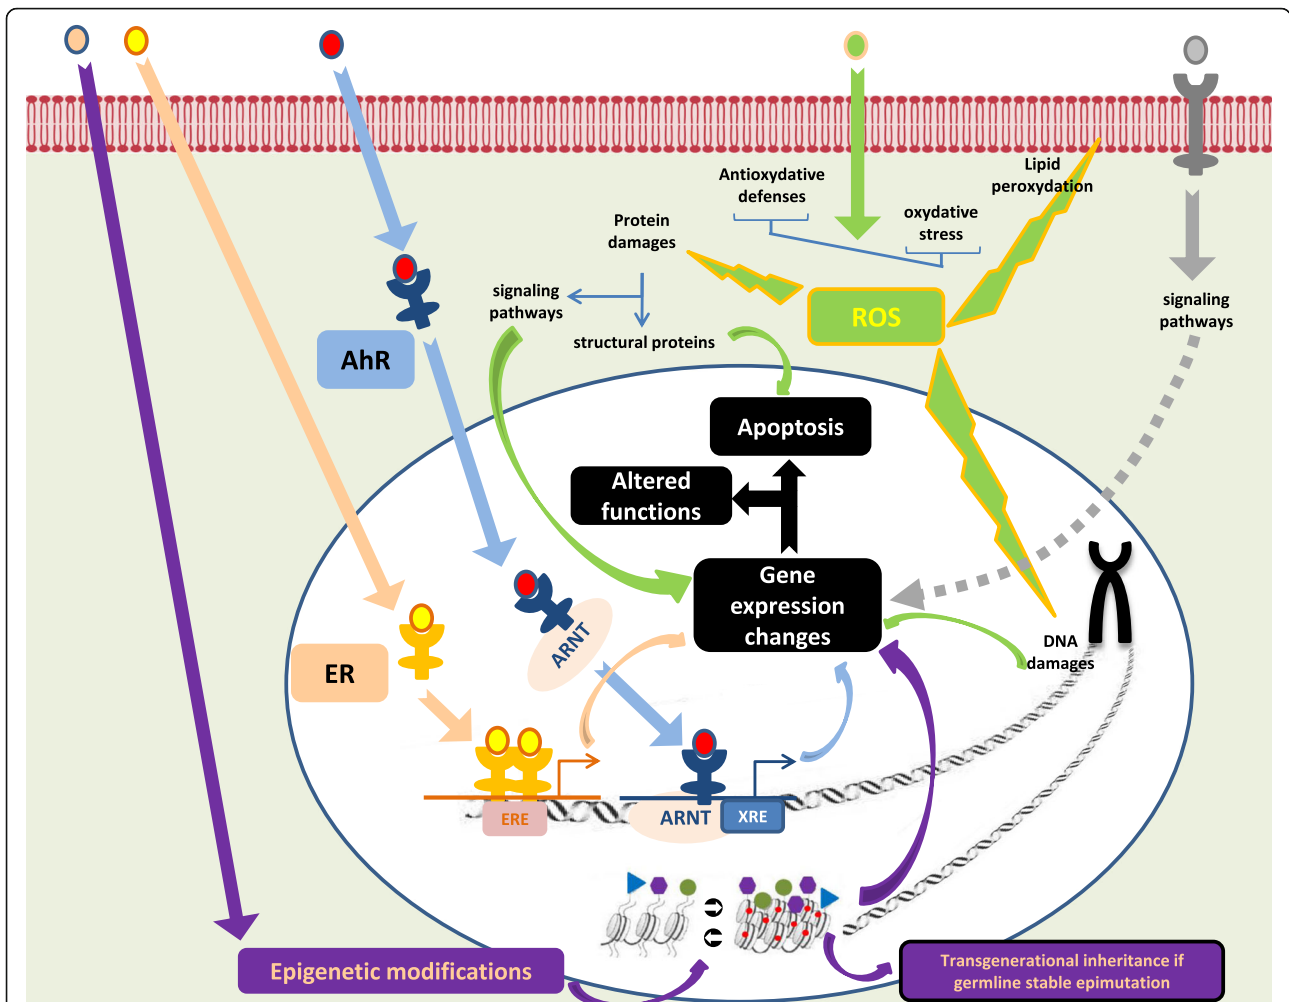 Antioxydative
defenses
Lipid
peroxydation
oxydative
stress
Protein
damages
signaling
pathways
structural proteins
ROS
signaling
pathways
AhR
Apoptosis
Altered
functions
Gene
expression
changes
ARNT
ER
DNA
damages
ERE
ARNT
XRE
Epigenetic modifications
Transgenerational inheritance if
germline stable epimutation